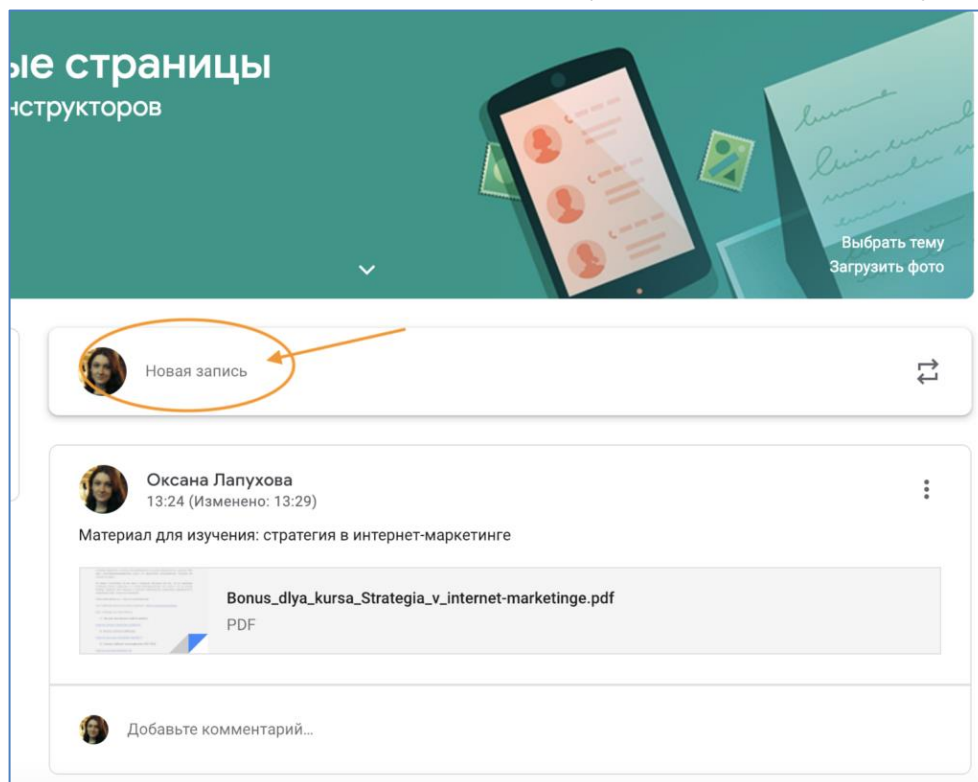 ые страницы
нструкторов
Выбрать тему
Загрузить фото
Новая запись
Оксана Лапухова
13:24 (Изменено: 13:29)
Материал для изучения: стратегия в интернет-маркетинге
Bonus_dlya_kursa_Strategia_v_internet-marketinge.pdf
PDF
Добавьте комментарий...